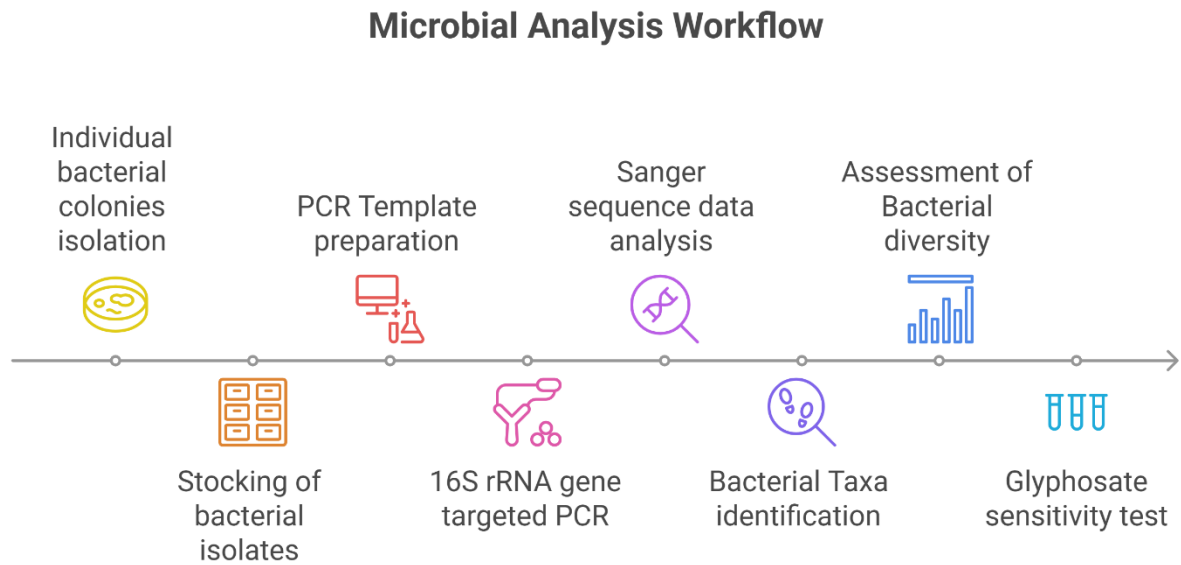 Microbial Analysis Workflow
Individual
bacterial
colonies
isolation
Stocking of
bacterial
isolates
PCR Template
preparation
16S rRNA gene
targeted PCR
Sanger
sequence data
analysis
Bacterial Taxa
identification
Assessment of
Bacterial
diversity
Glyphosate
sensitivity test